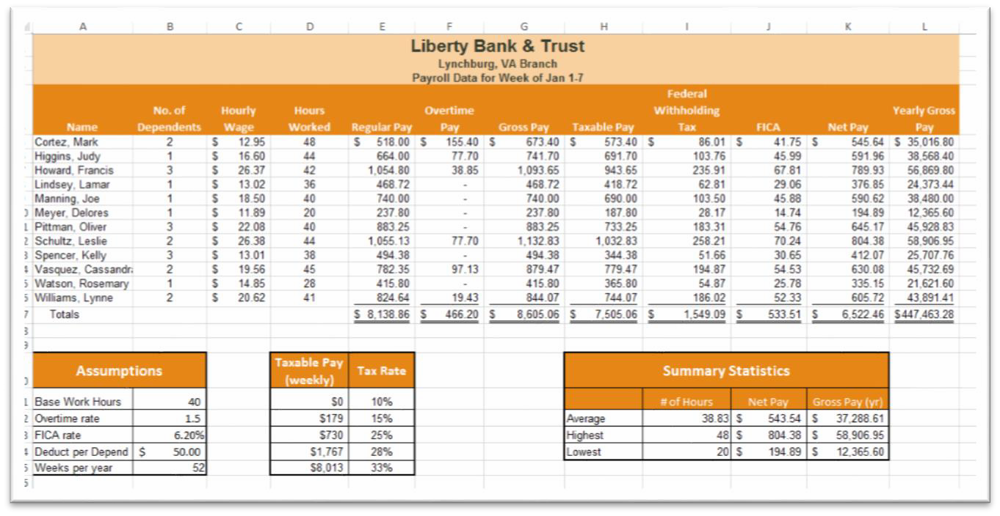 A B C D E F G H I J K L
Liberty Bank & Trust
Lynchburg, VA Branch
Payroll Data for Week of Jan 1-7
Name No. of Dependents Hourly Wage Hours Worked Regular Pay Overtime Pay Gross Pay Taxable Pay Federal Withholding Tax FICA Net Pay Yearly Gross Pay
Cortez, Mark 2 $ 12.95 48 $ 518.00 $ 155.40 $ 673.40 $ 573.40 $ 86.01 $ 41.75 $ 545.64 $ 35,016.80
Higgins, Judy 1 $ 16.60 44 664.00 77.70 741.70 691.70 103.76 45.99 591.96 38,568.40
Howard, Francis 3 $ 26.37 42 1,054.80 38.85 1,093.65 943.65 235.91 67.81 789.93 56,869.80
Lindsey, Lamar 1 $ 13.02 36 468.72 - 468.72 418.72 62.81 29.06 376.85 24,373.44
Manning, Joe 1 $ 18.50 40 740.00 - 740.00 690.00 103.50 45.88 590.62 38,480.00
Meyer, Delores 1 $ 11.89 20 237.80 - 237.80 187.80 28.17 14.74 194.89 12,365.60
Pittman, Oliver 3 $ 22.08 40 883.25 - 883.25 733.25 183.31 54.76 645.17 45,928.83
Schultz, Leslie 2 $ 26.38 44 1,055.13 77.70 1,132.83 1,032.83 258.21 70.24 804.38 58,906.95
Spencer, Kelly 3 $ 13.01 38 494.38 - 494.38 344.38 51.66 30.65 412.07 25,707.76
Vasquez, Cassandra 2 $ 19.56 45 782.35 97.13 879.47 779.47 194.87 54.53 630.08 45,732.69
Watson, Rosemary 1 $ 14.85 28 415.80 - 415.80 365.80 54.87 25.78 335.15 21,621.60
Williams, Lynne 2 $ 20.62 41 824.64 19.43 844.07 744.07 186.02 52.33 605.72 43,891.41
Totals $ 8,138.86 $ 466.20 $ 8,605.06 $ 7,505.06 $ 1,549.09 $ 533.51 $ 6,522.46 $447,463.28
Assumptions
Base Work Hours 40
Overtime rate 1.5
FICA rate 6.20%
Deduct per Depend $ 50.00
Weeks per year 52
Taxable Pay (weekly) Tax Rate
$0 10%
$179 15%
$730 25%
$1,767 28%
$8,013 33%
Summary Statistics
# of Hours Net Pay Gross Pay (yr)
Average 38.83 $ 543.54 $ 37,288.61
Highest 48 $ 804.38 $ 58,906.95
Lowest 20 $ 194.89 $ 12,365.60